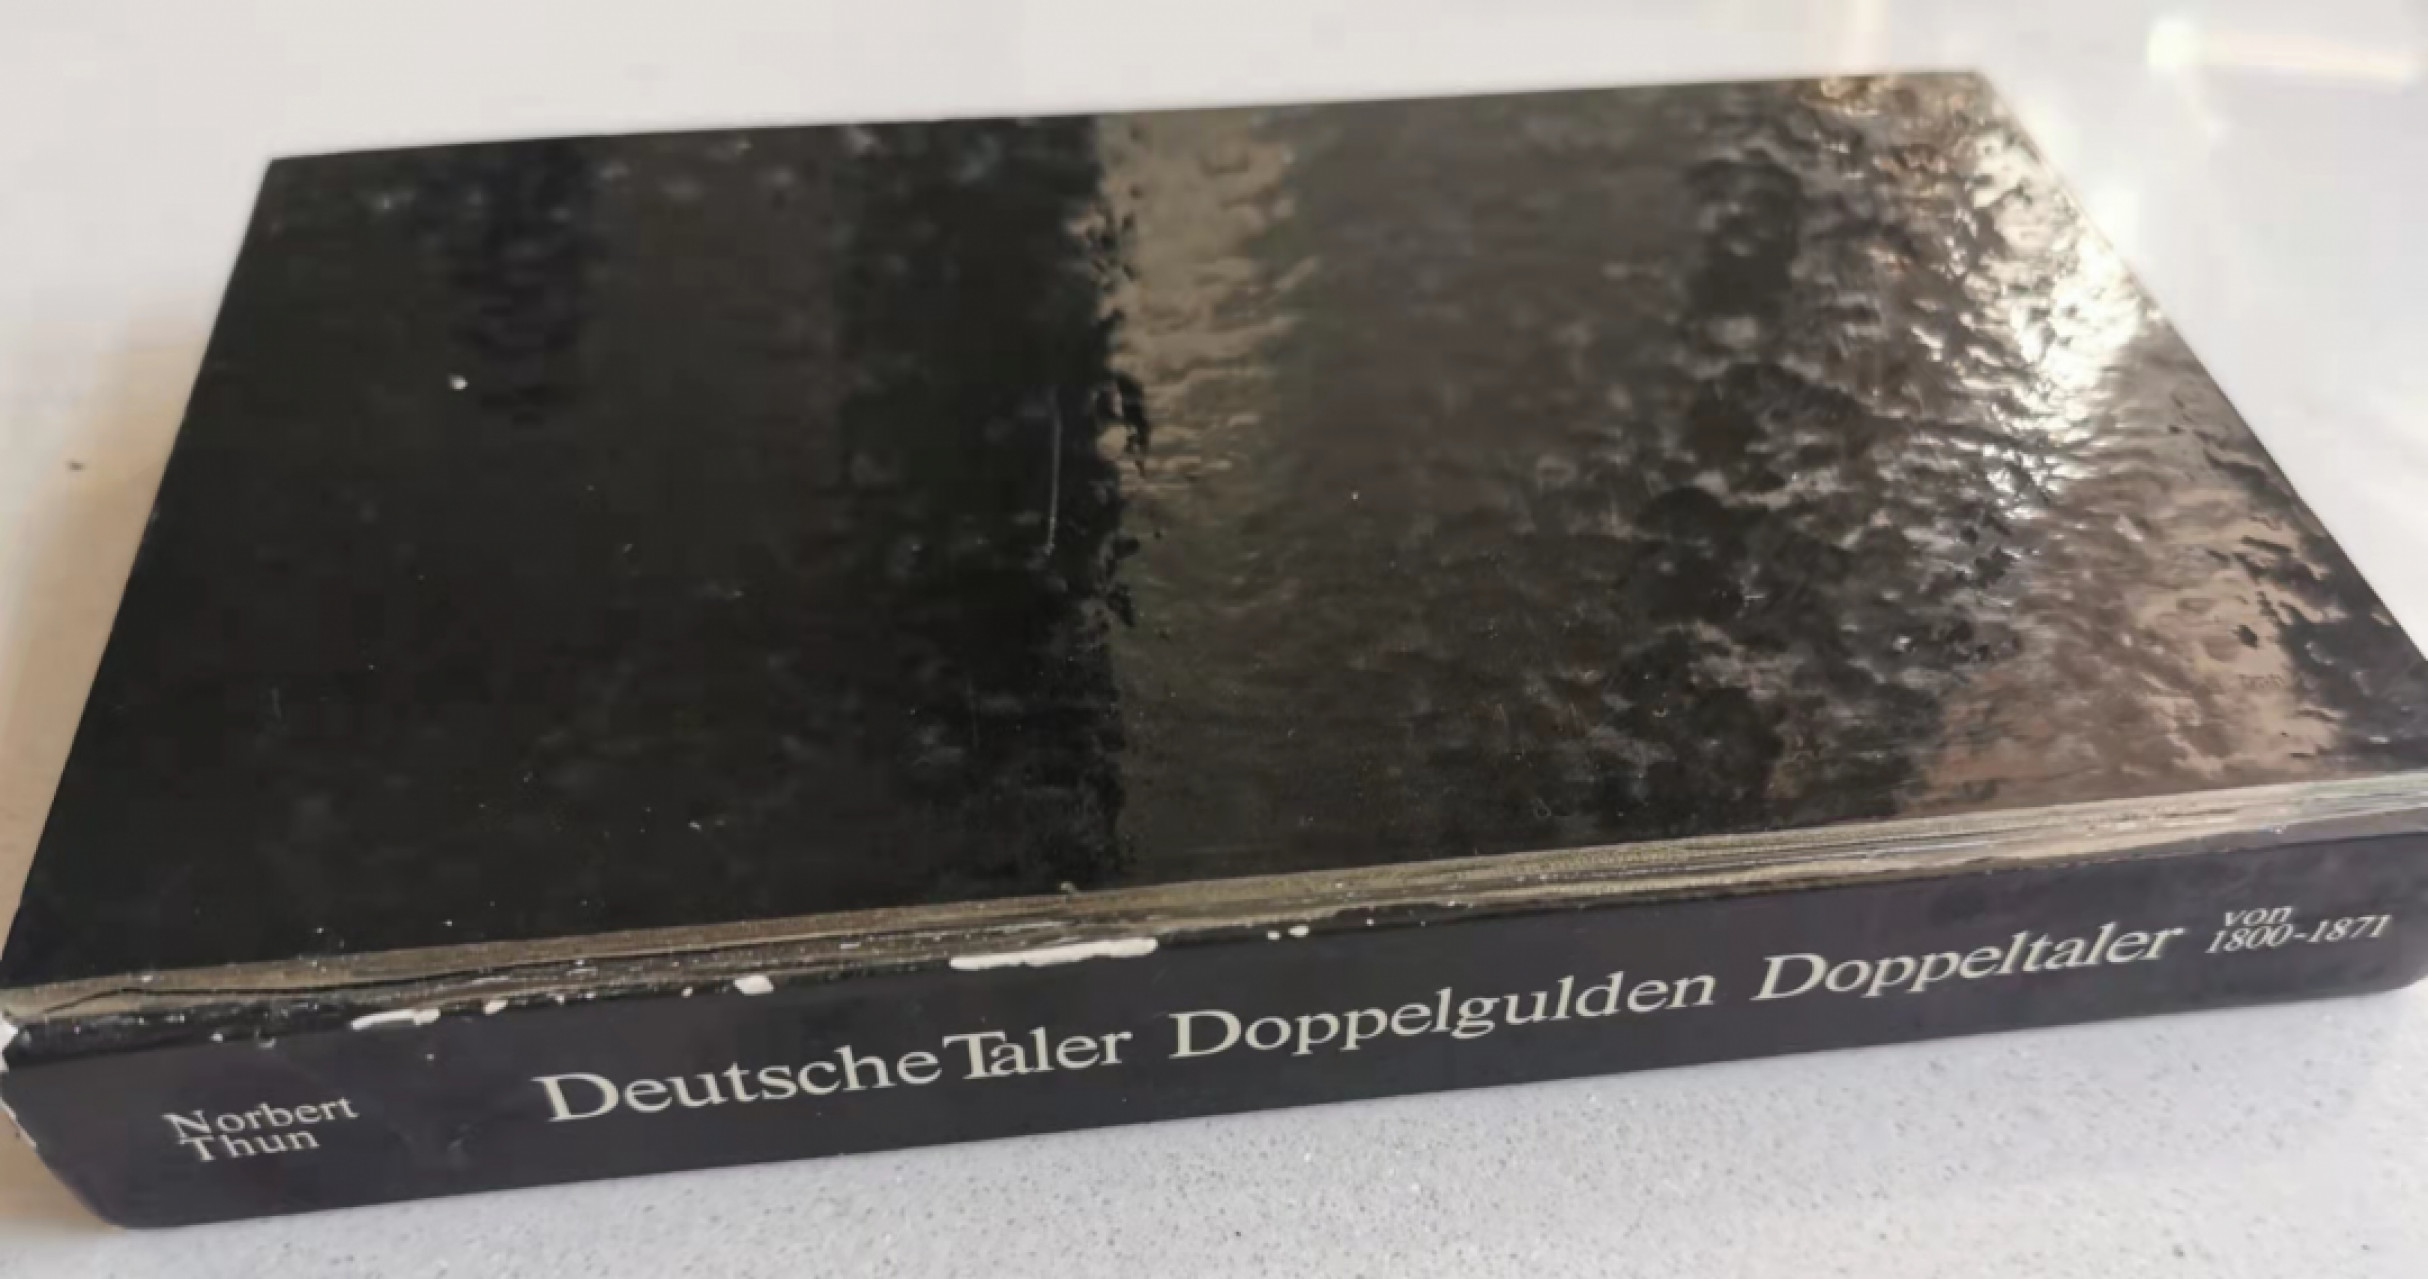 Norbert
Thun
Deutsche Taler Doppelgulden Doppeltaler
von
1800-1871